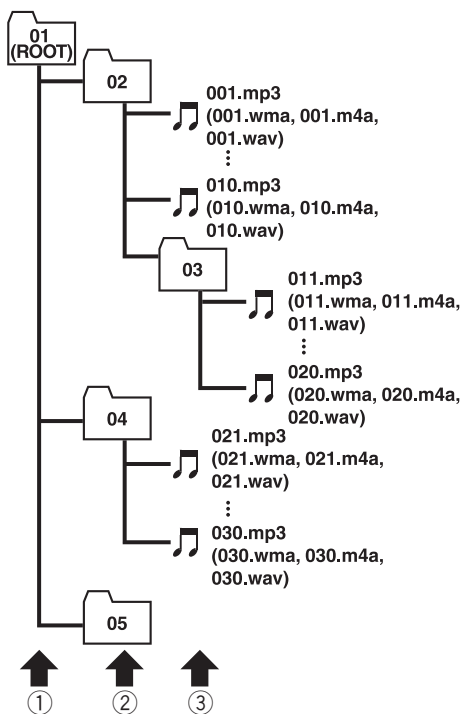 01
(ROOT)
02
001.mp3
(001.wma, 001.m4a,
001.wav)
010.mp3
(010.wma, 010.m4a,
010.wav)
03
011.mp3
(011.wma, 011.m4a,
011.wav)
020.mp3
(020.wma, 020.m4a,
020.wav)
04
021.mp3
(021.wma, 021.m4a,
021.wav)
030.mp3
(030.wma, 030.m4a,
030.wav)
05
① ② ③